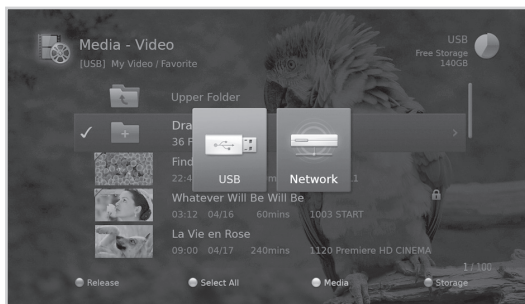 Media - Video
[USB] My Video / Favorite
USB
Free Storage
140GB
Upper Folder
Dra
36 F
USB
Network
Find
22:4
Whatever Will Be Will Be
03:12 04/16 60mins 1003 START
La Vie en Rose
09:00 04/17 240mins 1120 Premiere HD CINEMA
1 / 100
Release
Select All
Media
Storage